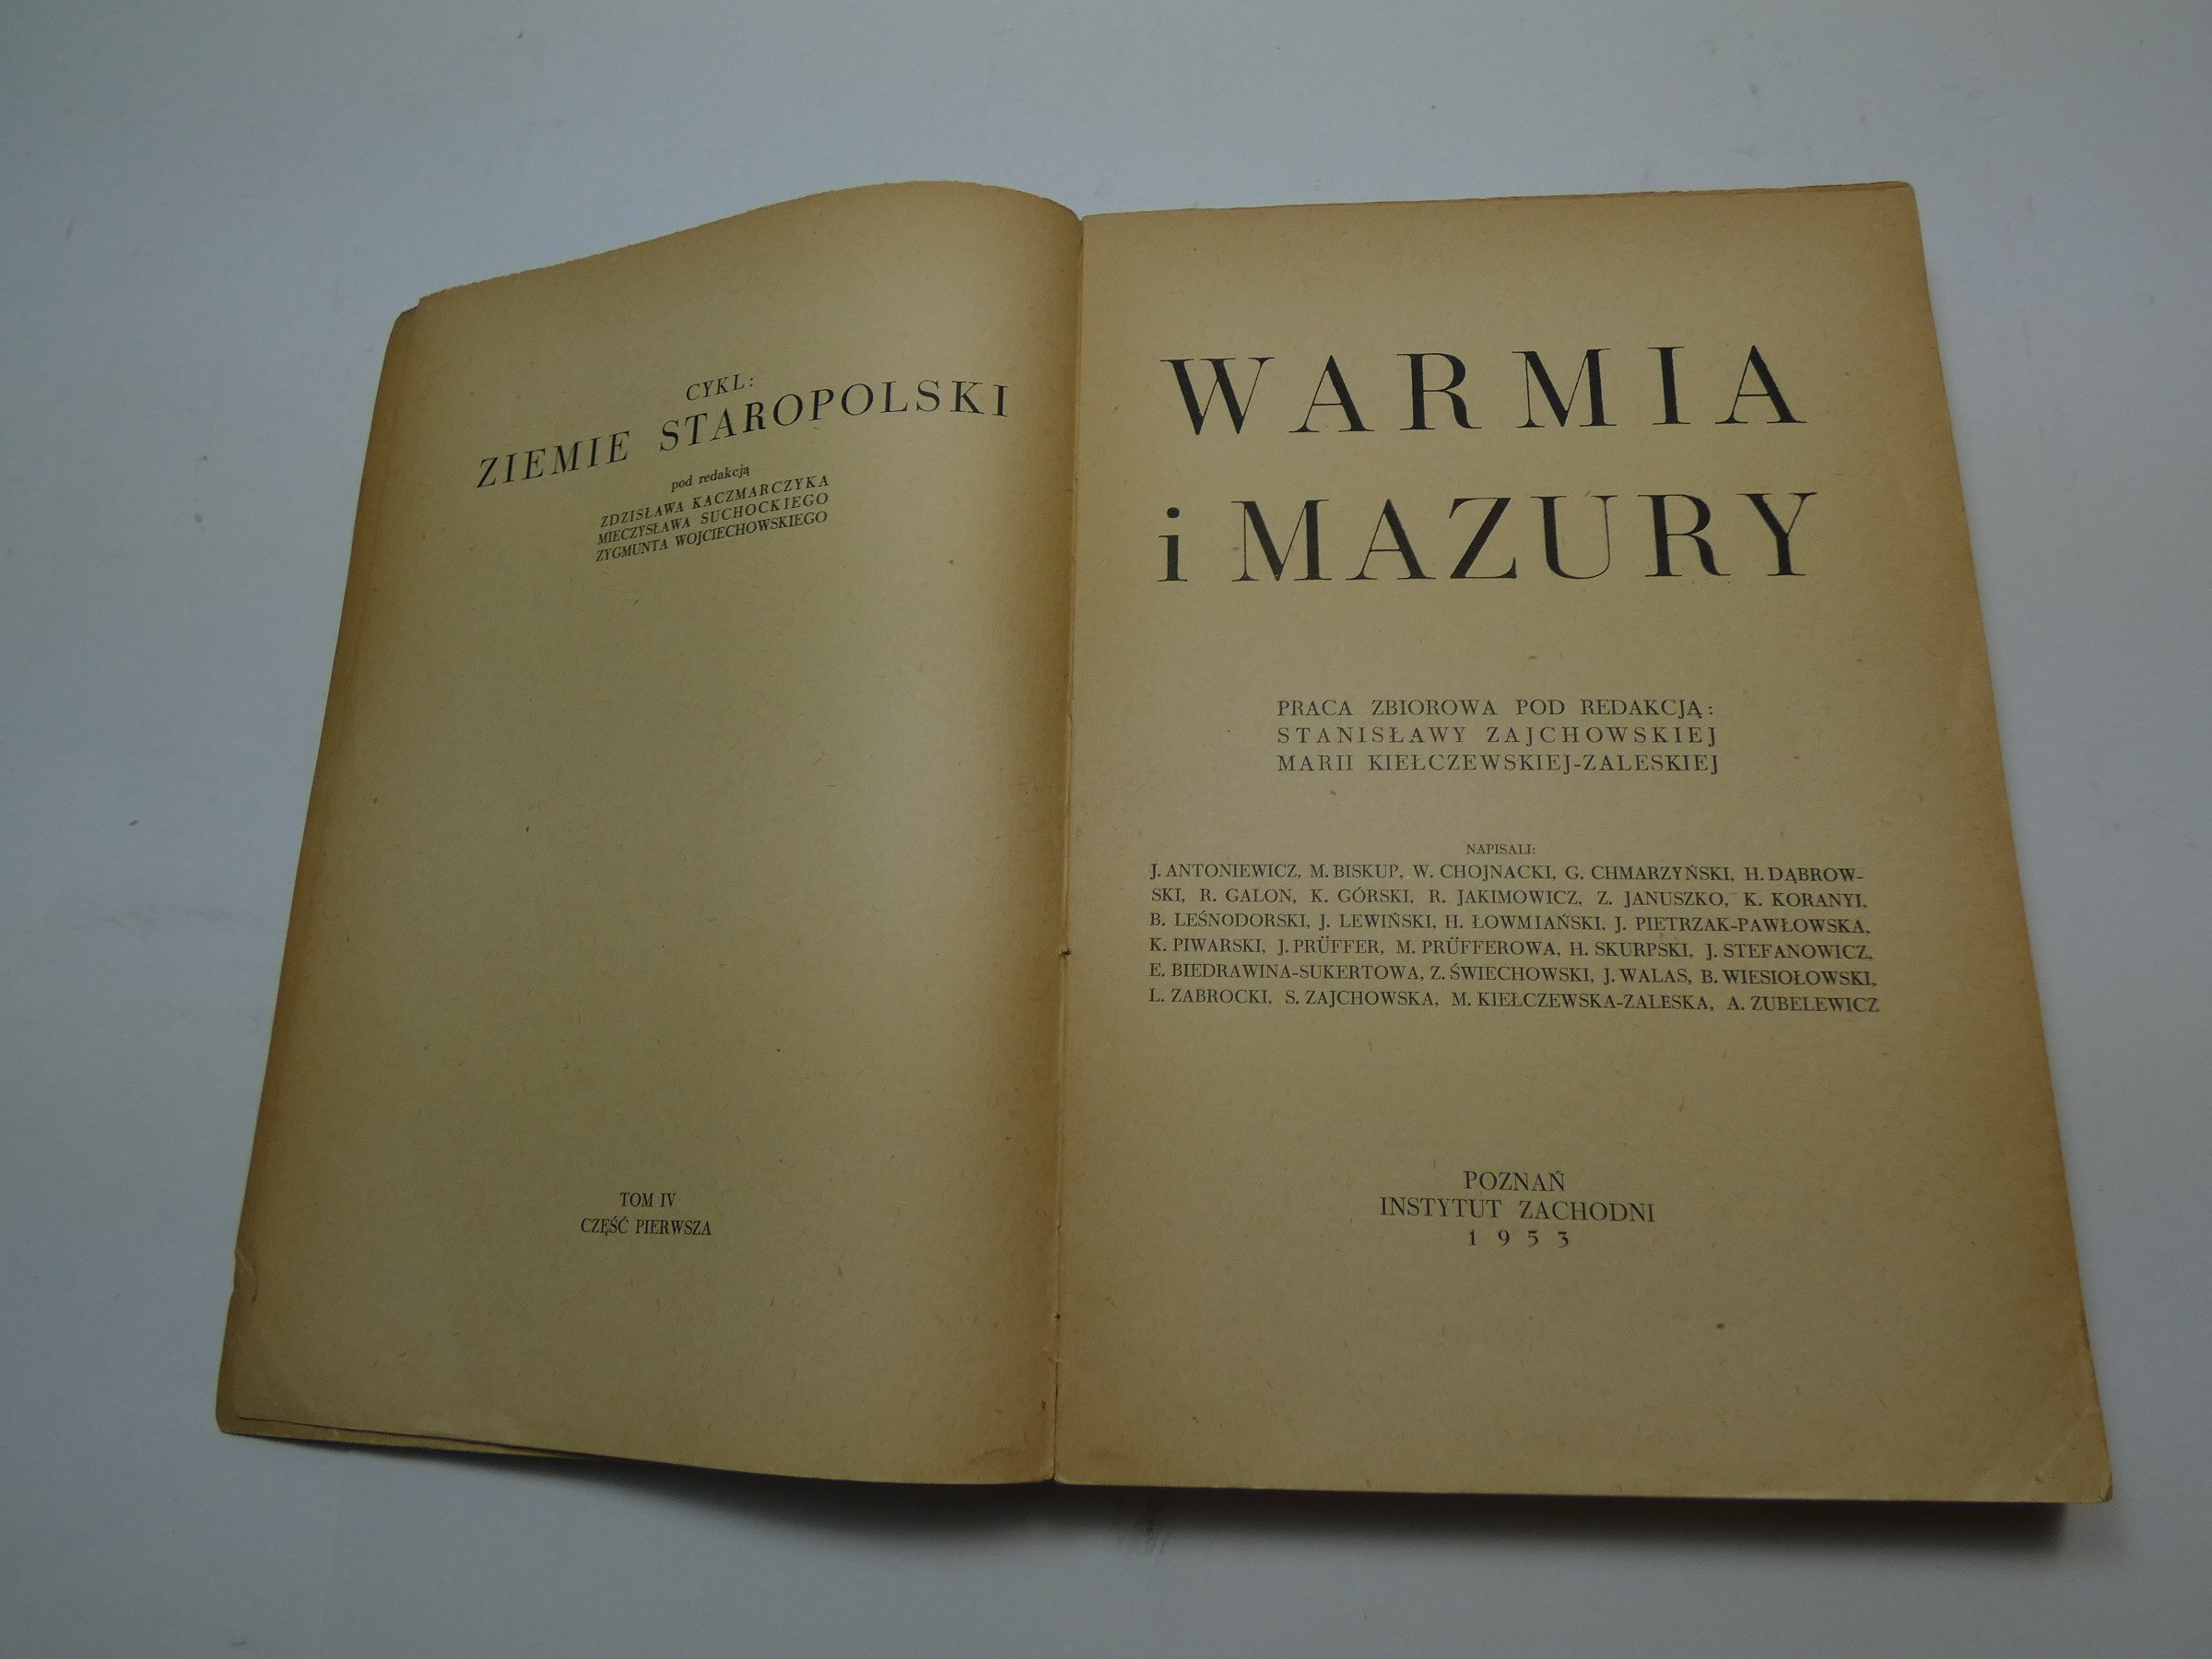 CYKL:
ZIEMIE STAROPOLSKI
pod redakcją
ZDZISŁAWA KACZMARCZYKA
MIECZYSŁAWA SUCHOCKIEGO
ZYGMUNTA WOJCIECHOWSKIEGO
TOM IV
CZĘŚĆ PIERWSZA
WARMIA
i MAZURY
PRACA ZBIOROWA POD REDAKCJĄ:
STANISŁAWY ZAJCHOWSKIEJ
MARII KIEŁCZEWSKIEJ-ZALESKIEJ
NAPISALI:
J. ANTONIEWICZ, M. BISKUP, W. CHOJNACKI, G. CHMARZYŃSKI, H. DĄBROW-
SKI, R. GALON, K. GÓRSKI, R. JAKIMOWICZ, Z. JANUSZKO, K. KORANYI,
B. LEŚNODORSKI, J. LEWIŃSKI, H. ŁOWMIAŃSKI, J. PIETRZAK-PAWŁOWSKA,
K. PIWARSKI, J. PRÜFFER, M. PRÜFFEROWA, H. SKURPSKI, J. STEFANOWICZ,
E. BIEDRAWINA-SUKERTOWA, Z. ŚWIECHOWSKI, J. WALAS, B. WIESIOŁOWSKI,
L. ZABROCKI, S. ZAJCHOWSKA, M. KIEŁCZEWSKA-ZALESKA, A. ZUBELEWICZ
POZNAŃ
INSTYTUT ZACHODNI
1953